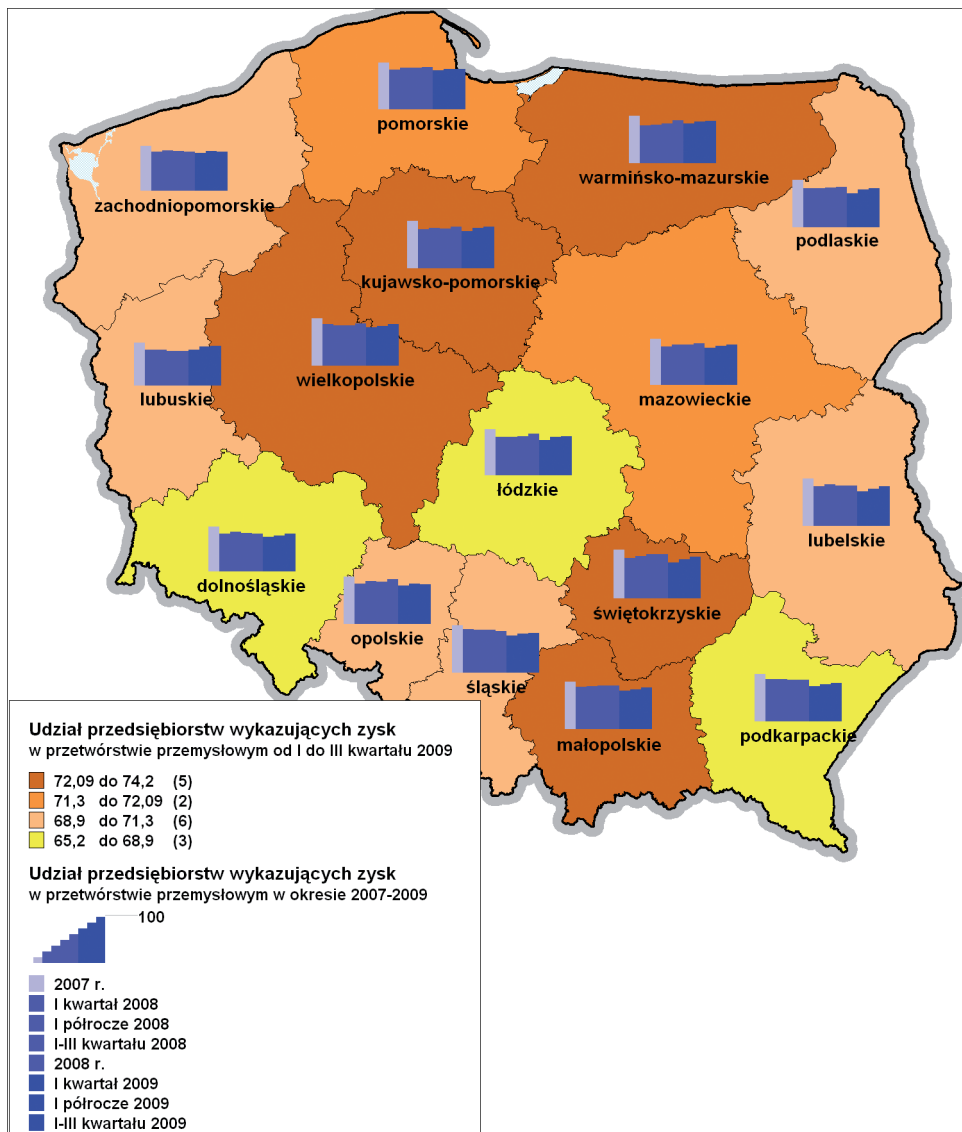 pomorskie
warmińsko-mazurskie
zachodniopomorskie
podlaskie
kujawsko-pomorskie
wielkopolskie
lubuskie
mazowieckie
łódzkie
lubelskie
dolnośląskie
świętokrzyskie
opolskie
śląskie
małopolskie
podkarpackie
Udział przedsiębiorstw wykazujących zysk
w przetwórstwie przemysłowym od I do III kwartału 2009
72,09 do 74,2 (5)
71,3 do 72,09 (2)
68,9 do 71,3 (6)
65,2 do 68,9 (3)
Udział przedsiębiorstw wykazujących zysk
w przetwórstwie przemysłowym w okresie 2007-2009
100
2007 r.
I kwartał 2008
I półrocze 2008
I-III kwartału 2008
2008 r.
I kwartał 2009
I półrocze 2009
I-III kwartału 2009